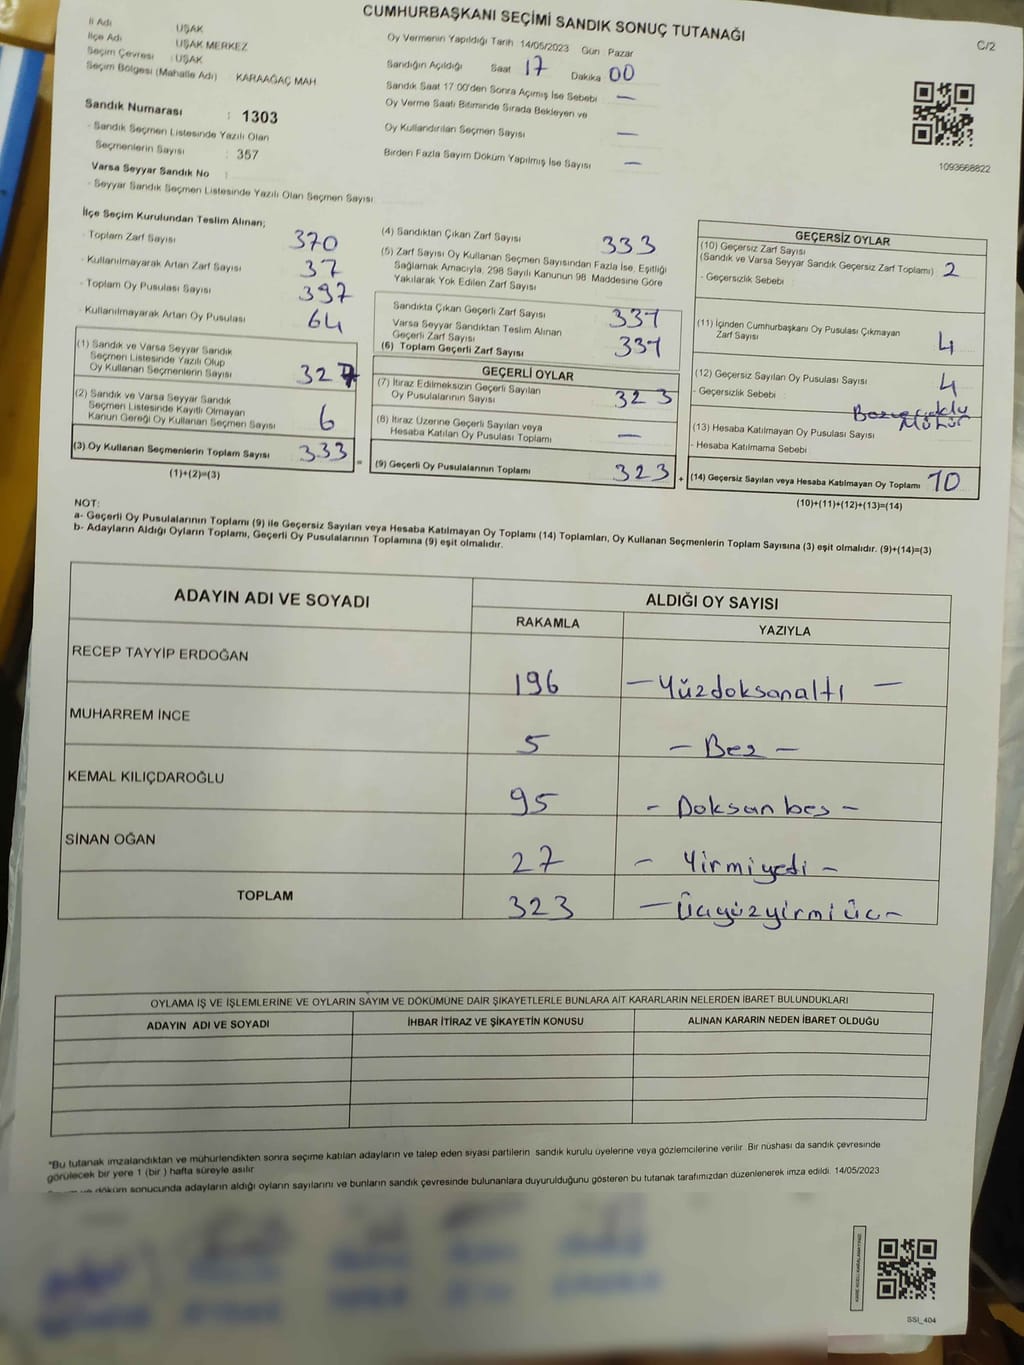 CUMHURBAŞKANI SEÇİMİ SANDIK SONUÇ TUTANAĞI
C/2
İl Adı UŞAK
İlçe Adı UŞAK MERKEZ
Seçim Çevresi : UŞAK
Seçim Bölgesi (Mahalle Adı) : KARAAĞAÇ MAH
Oy Vermenin Yapıldığı Tarih 14/05/2023 Gün Pazar
Sandığın Açıldığı Saat 17 Dakika 00
Sandık Saat 17 00'den Sonra Açımış İse Sebebi —
Oy Verme Saati Bitiminde Sırada Bekleyen ve
Oy Kullandırılan Seçmen Sayısı —
Birden Fazla Sayım Döküm Yapılmış İse Sayısı —
1093668822
Sandık Numarası : 1303
- Sandık Seçmen Listesinde Yazılı Olan
Seçmenlerin Sayısı : 357
Varsa Seyyar Sandık No :
- Seyyar Sandık Seçmen Listesinde Yazılı Olan Seçmen Sayısı
İlçe Seçim Kurulundan Teslim Alınan;
- Toplam Zarf Sayısı 370
- Kullanılmayarak Artan Zarf Sayısı 37
- Toplam Oy Pusulası Sayısı 397
- Kullanılmayarak Artan Oy Pusulası 64
(1) Sandık ve Varsa Seyyar Sandık
Seçmen Listesinde Yazılı Olup
Oy Kullanan Seçmenlerin Sayısı 327
(2) Sandık ve Varsa Seyyar Sandık
Seçmen Listesinde Kayıtlı Olmayan
Kanun Gereği Oy Kullanan Seçmen Sayısı 6
(3) Oy Kullanan Seçmenlerin Toplam Sayısı 333 =
(1)+(2)=(3)
(4) Sandıktan Çıkan Zarf Sayısı 333
(5) Zarf Sayısı Oy Kullanan Seçmen Sayısından Fazla İse, Eşitliği
Sağlamak Amacıyla, 298 Sayılı Kanunun 98. Maddesine Göre
Yakılarak Yok Edilen Zarf Sayısı
Sandıkta Çıkan Geçerli Zarf Sayısı 331
Varsa Seyyar Sandıktan Teslim Alınan
Geçerli Zarf Sayısı
(6) Toplam Geçerli Zarf Sayısı 331
GEÇERLİ OYLAR
(7) İtiraz Edilmeksizin Geçerli Sayılan
Oy Pusulalarının Sayısı 323
(8) İtiraz Üzerine Geçerli Sayılan veya
Hesaba Katılan Oy Pusulası Toplamı —
(9) Geçerli Oy Pusulalarının Toplamı 323 +
GEÇERSİZ OYLAR
(10) Geçersiz Zarf Sayısı
(Sandık ve Varsa Seyyar Sandık Geçersiz Zarf Toplamı) 2
- Geçersizlik Sebebi
(11) İçinden Cumhurbaşkanı Oy Pusulası Çıkmayan
Zarf Sayısı 4
(12) Geçersiz Sayılan Oy Pusulası Sayısı 4
- Geçersizlik Sebebi
Mühür
(13) Hesaba Katılmayan Oy Pusulası Sayısı
- Hesaba Katılmama Sebebi
(14) Geçersiz Sayılan veya Hesaba Katılmayan Oy Toplamı 10
(10)+(11)+(12)+(13)=(14)
NOT:
a- Geçerli Oy Pusulalarının Toplamı (9) ile Geçersiz Sayılan veya Hesaba Katılmayan Oy Toplamı (14) Toplamları, Oy Kullanan Seçmenlerin Toplam Sayısına (3) eşit olmalıdır. (9)+(14)=(3)
b- Adayların Aldığı Oyların Toplamı, Geçerli Oy Pusulalarının Toplamına (9) eşit olmalıdır.
ADAYIN ADI VE SOYADI ALDIĞI OY SAYISI
RAKAMLA YAZIYLA
RECEP TAYYİP ERDOĞAN 196 — Yüzdoksanaltı —
MUHARREM İNCE 5 — Beş —
KEMAL KILIÇDAROĞLU 95 — Doksanbeş —
SİNAN OĞAN 27 — Yirmiyedi —
TOPLAM 323 — Üçyüzyirmiüç —
OYLAMA İŞ VE İŞLEMLERİNE VE OYLARIN SAYIM VE DÖKÜMÜNE DAİR ŞİKAYETLERLE BUNLARA AİT KARARLARIN NELERDEN İBARET BULUNDUKLARI
ADAYIN ADI VE SOYADI İHBAR İTİRAZ VE ŞİKAYETİN KONUSU ALINAN KARARIN NEDEN İBARET OLDUĞU
*Bu tutanak imzalandıktan ve mühürlendikten sonra seçime katılan adayların ve talep eden siyasi partilerin sandık kurulu üyelerine veya gözlemcilerine verilir. Bir nüshası da sandık çevresinde
görülecek bir yere 1 (bir ) hafta süreyle asılır
ve döküm sonucunda adayların aldığı oyların sayılarını ve bunların sandık çevresinde bulunanlara duyurulduğunu gösteren bu tutanak tarafımızdan düzenlenerek imza edildi. 14/05/2023
SSİ_404